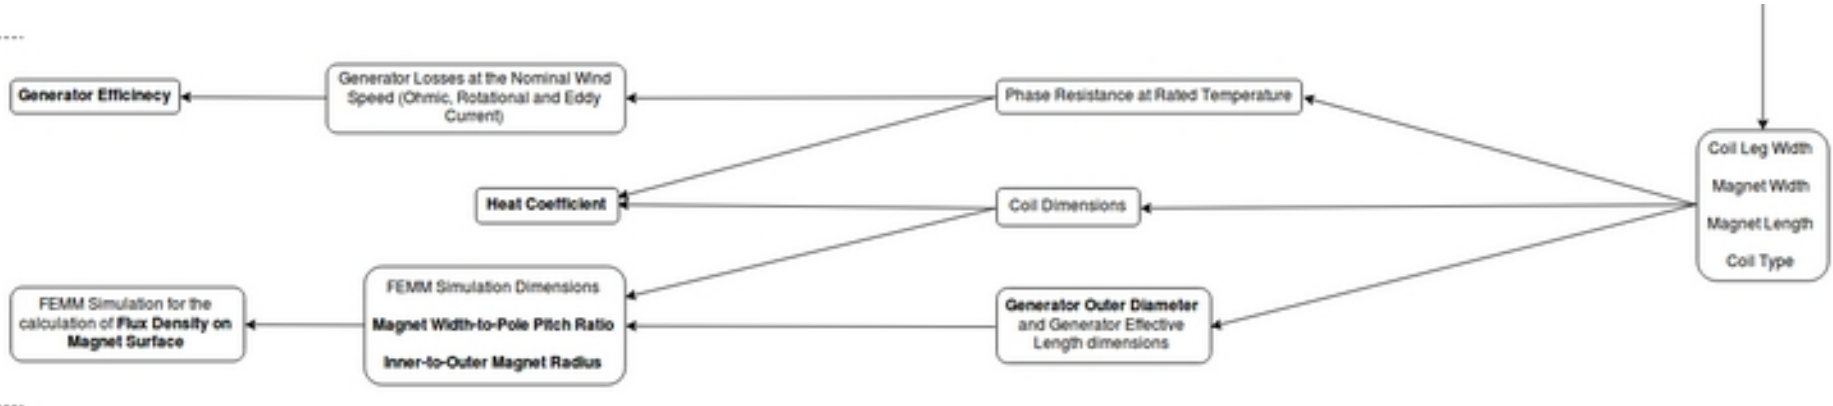 Generator Efficinecy
Generator Losses at the Nominal Wind
Speed (Ohmic, Rotational and Eddy
Current)
Phase Resistance at Rated Temperature
Coil Leg Width
Magnet Width
Magnet Length
Coil Type
Heat Coefficient
Coil Dimensions
FEMM Simulation for the
calculation of Flux Density on
Magnet Surface
FEMM Simulation Dimensions
Magnet Width-to-Pole Pitch Ratio
Inner-to-Outer Magnet Radius
Generator Outer Diameter
and Generator Effective
Length dimensions